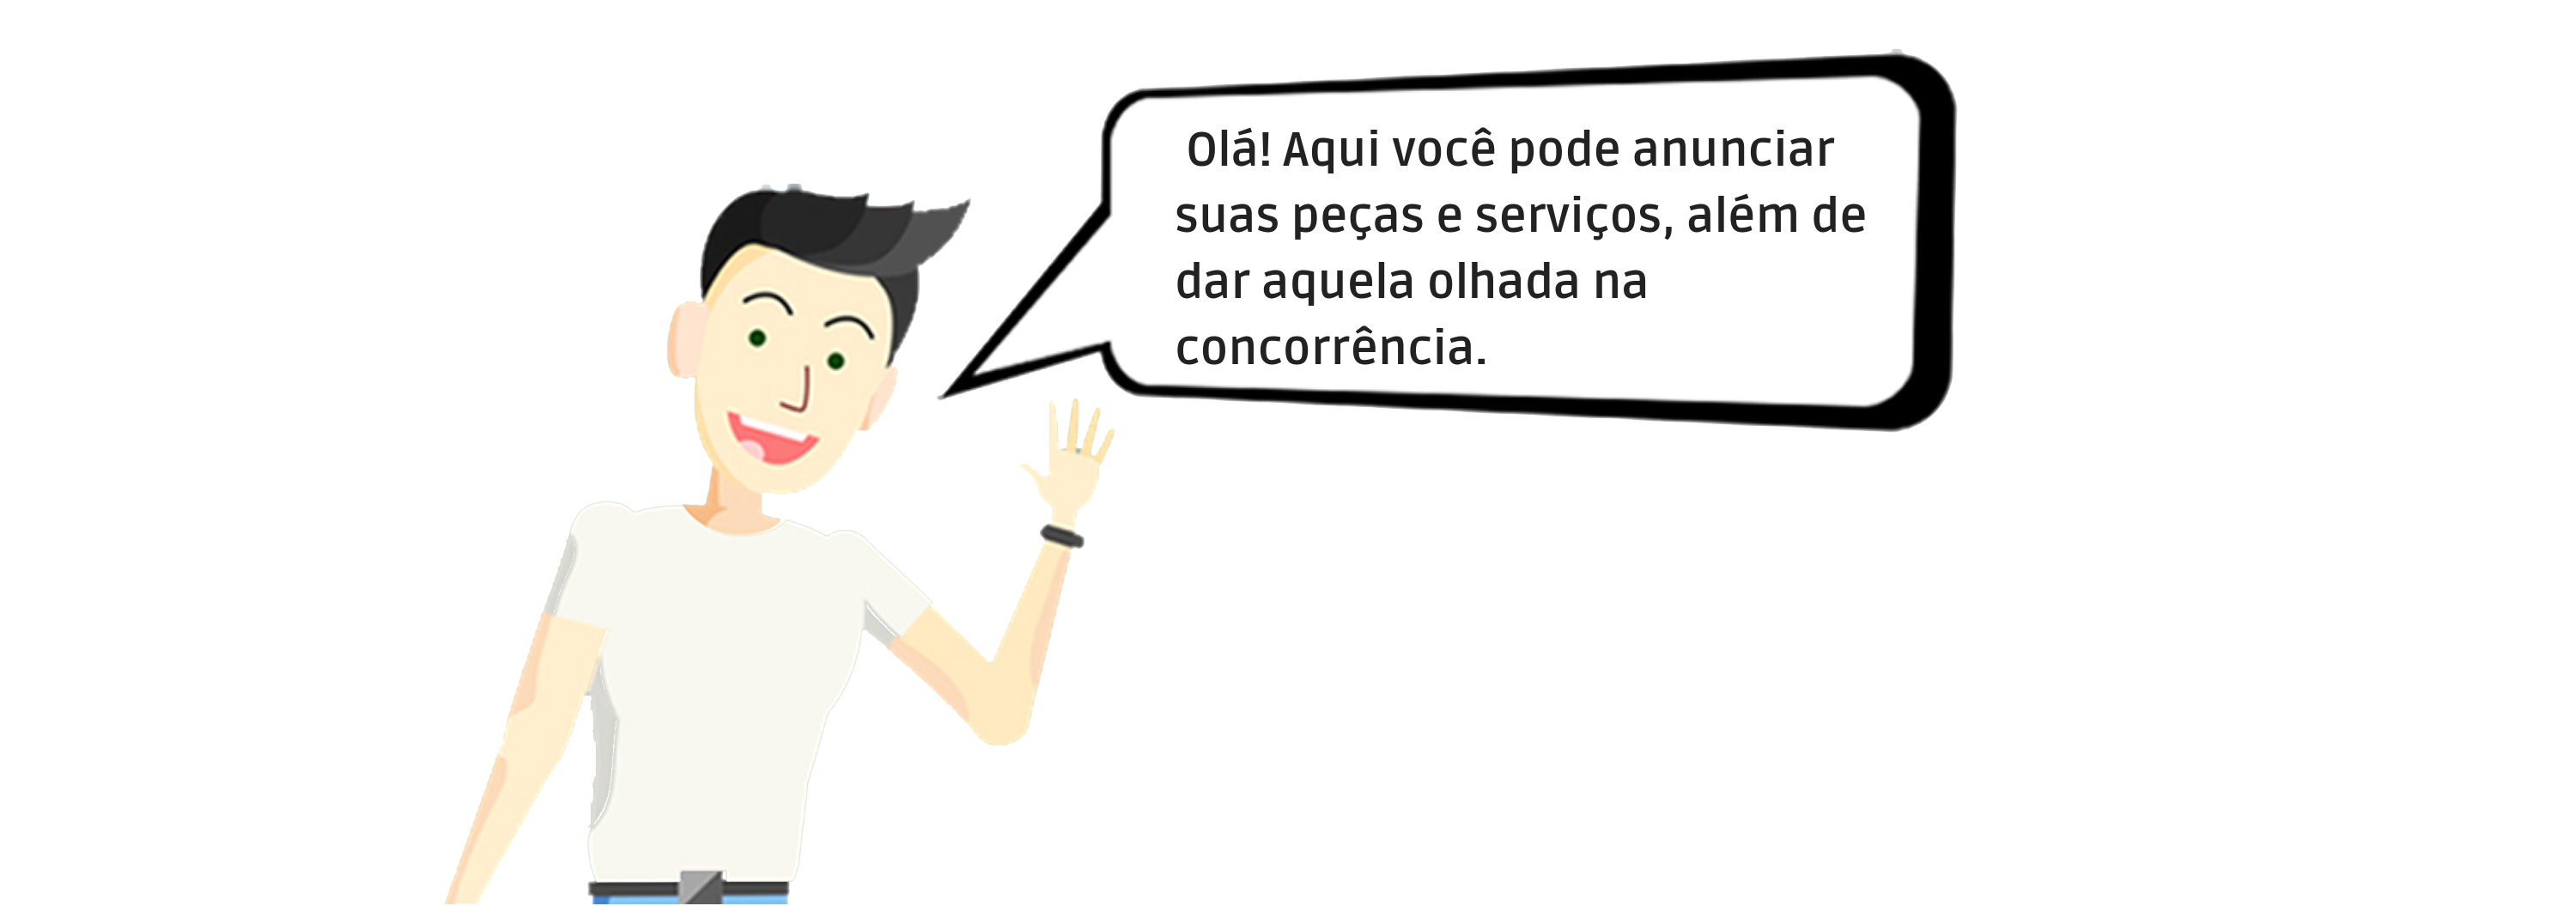 Olá! Aqui você pode anunciar
suas peças e serviços, além de
dar aquela olhada na
concorrência.